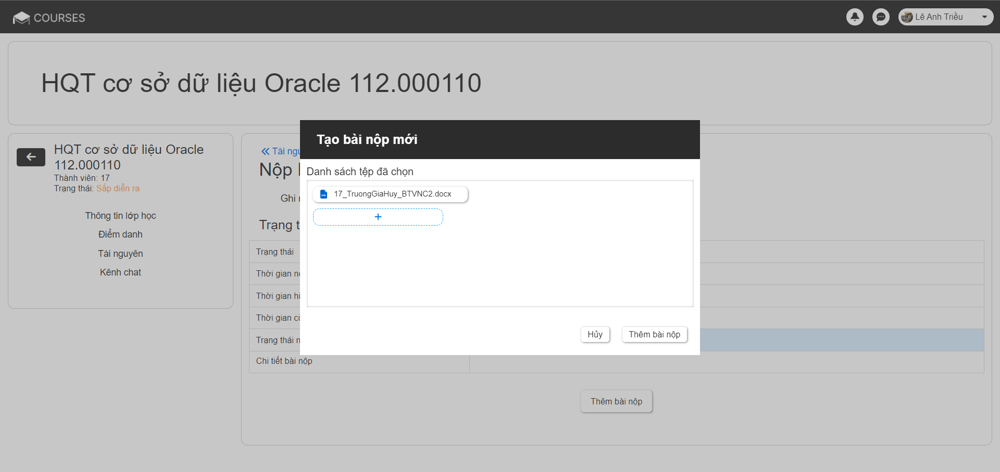 COURSES
Lê Anh Triều
HQT cơ sở dữ liệu Oracle 112.000110
HQT cơ sở dữ liệu Oracle
112.000110
Thành viên: 17
Trạng thái: Sắp diễn ra
Thông tin lớp học
Điểm danh
Tài nguyên
Kênh chat
Tài
Nộp
Ghi
Trạng
Trạng thái
Thời gian
Thời gian
Thời gian
Trạng thái
Chi tiết bài nộp
Thêm bài nộp
Tạo bài nộp mới
Danh sách tệp đã chọn
17_TruongGiaHuy_BTVNC2.docx
+
Hủy
Thêm bài nộp